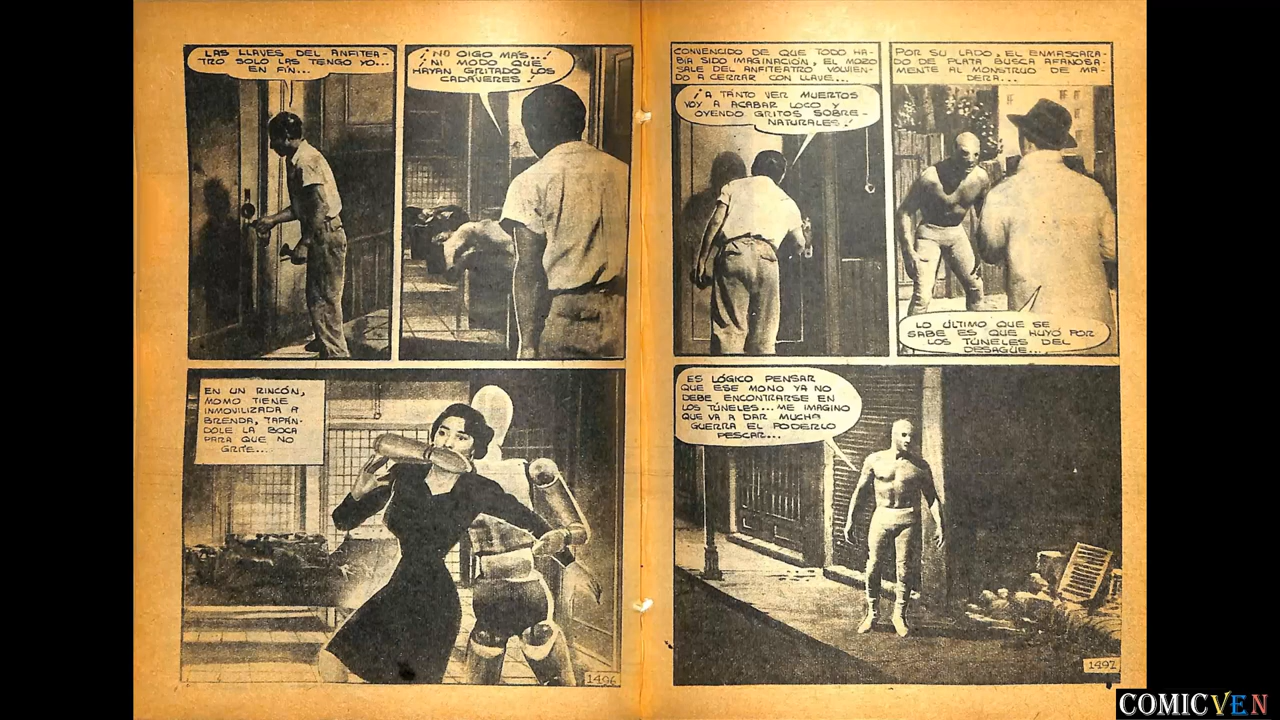 LAS LLAVES DEL ANFITEA-
TRO SOLO LAS TENGO YO...
EN FÍN...
¡NO OIGO MÁS...!
¡NI MODO QUE
HAYAN GRITADO LOS
CADÁVERES!
EN UN RINCÓN,
MOMO TIENE
INMOVILIZADA A
BRENDA, TAPÁN-
DOLE LA BOCA
PARA QUE NO
GRITE...
1496
CONVENCIDO DE QUE TODO HA-
BÍA SIDO IMAGINACIÓN, EL MOZO
SALE DEL ANFITEATRO VOLVIEN-
DO A CERRAR CON LLAVE...
¡A TANTO VER MUERTOS
VOY A ACABAR LOCO Y
OYENDO GRITOS SOBRE-
NATURALES!
POR SU LADO, EL ENMASCARA-
DO DE PLATA BUSCA AFANOSA-
MENTE AL MONSTRUO DE MA-
DERA...
LO ÚLTIMO QUE SE
SABE ES QUE HUYÓ POR
LOS TÚNELES DEL
DESAGÜE...
ES LÓGICO PENSAR
QUE ESE MONO YA NO
DEBE ENCONTRARSE EN
LOS TÚNELES... ME IMAGINO
QUE VA A DAR MUCHA
GUERRA EL PODERLO
PESCAR...
1497
COMICVEN